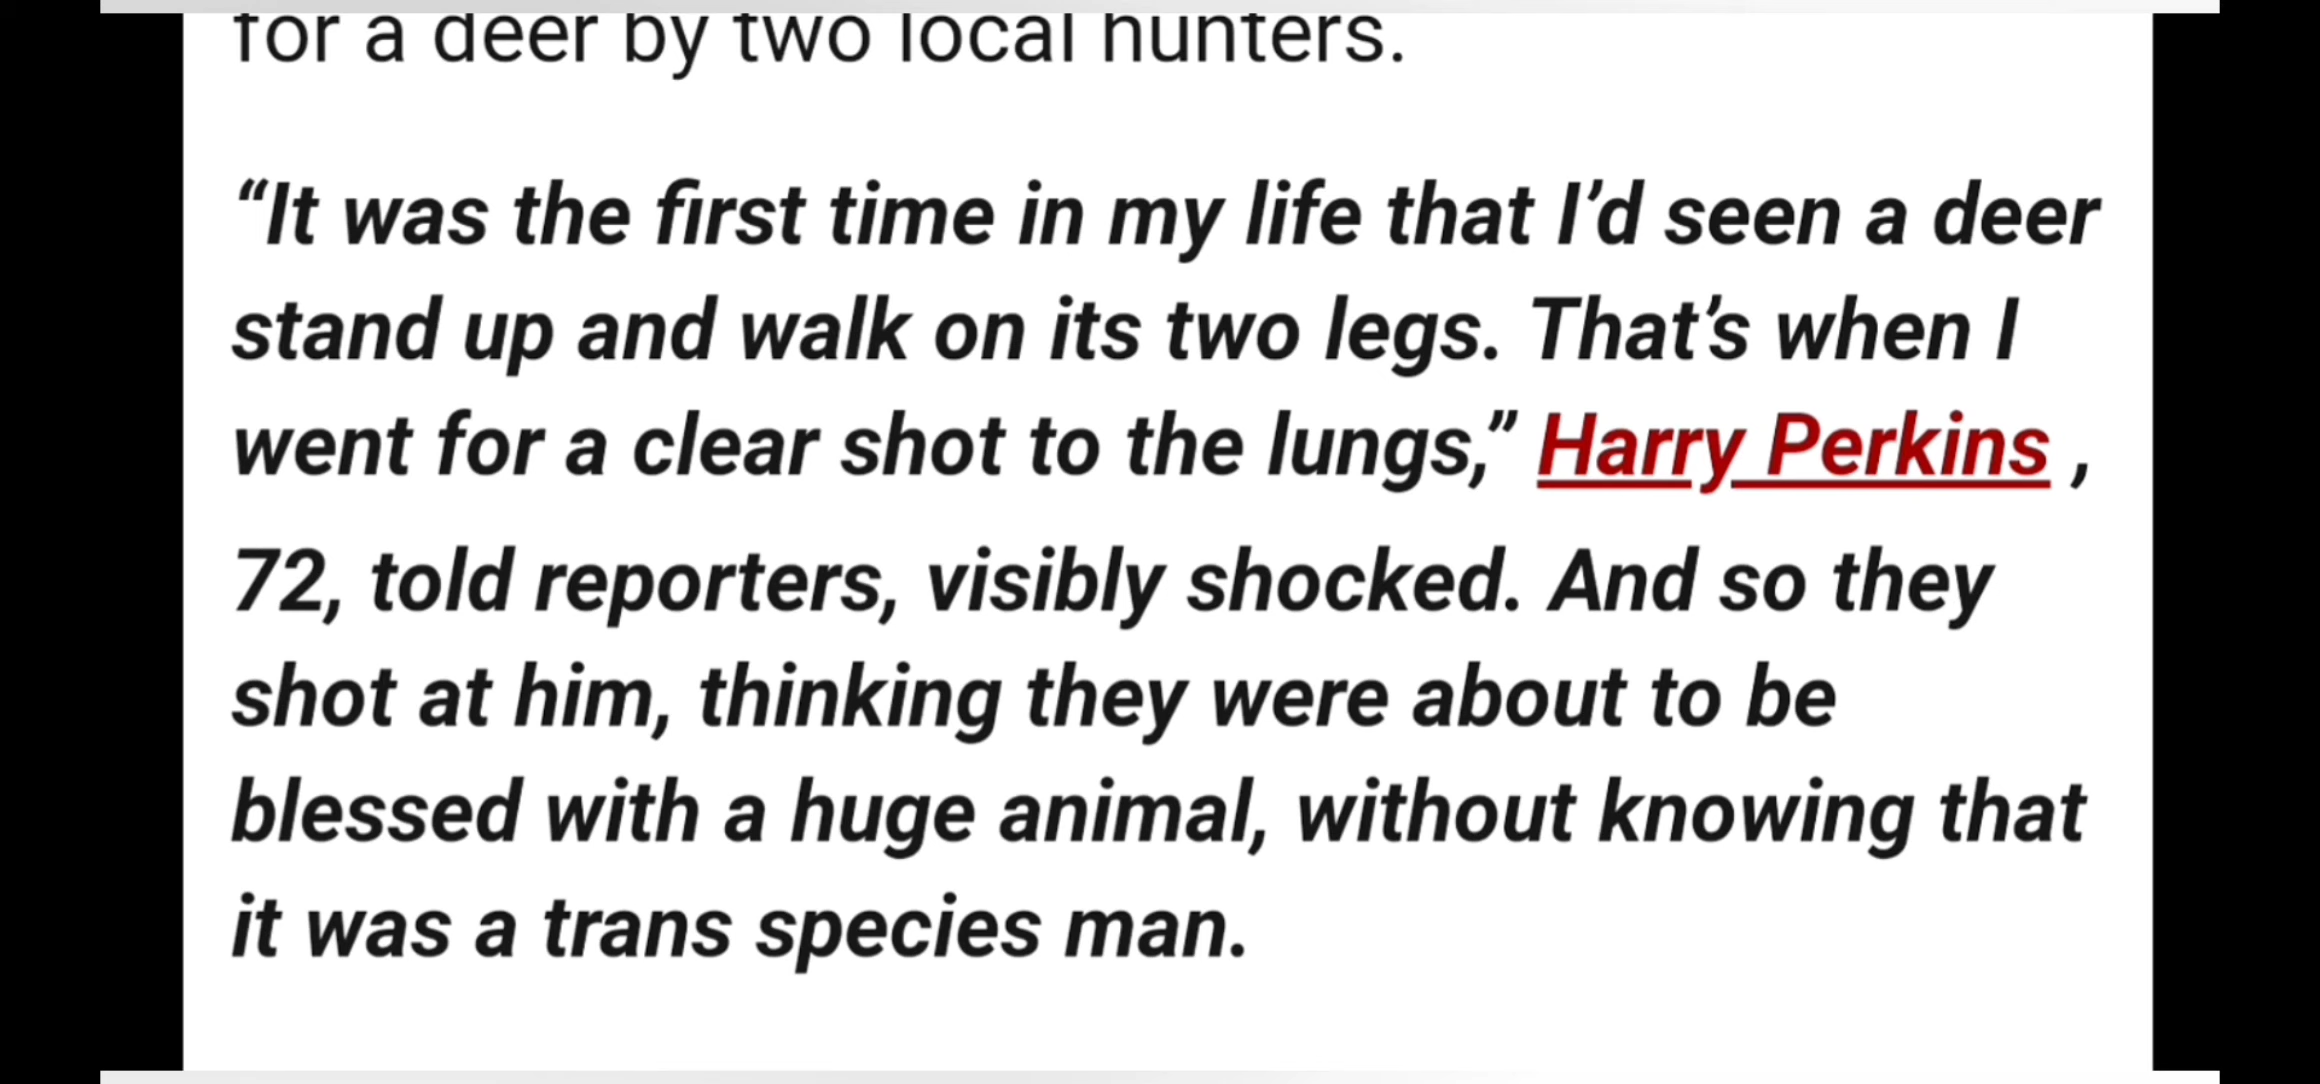 for a deer by two local hunters.
“It was the first time in my life that I’d seen a deer
stand up and walk on its two legs. That’s when I
went for a clear shot to the lungs,” Harry Perkins ,
72, told reporters, visibly shocked. And so they
shot at him, thinking they were about to be
blessed with a huge animal, without knowing that
it was a trans species man.